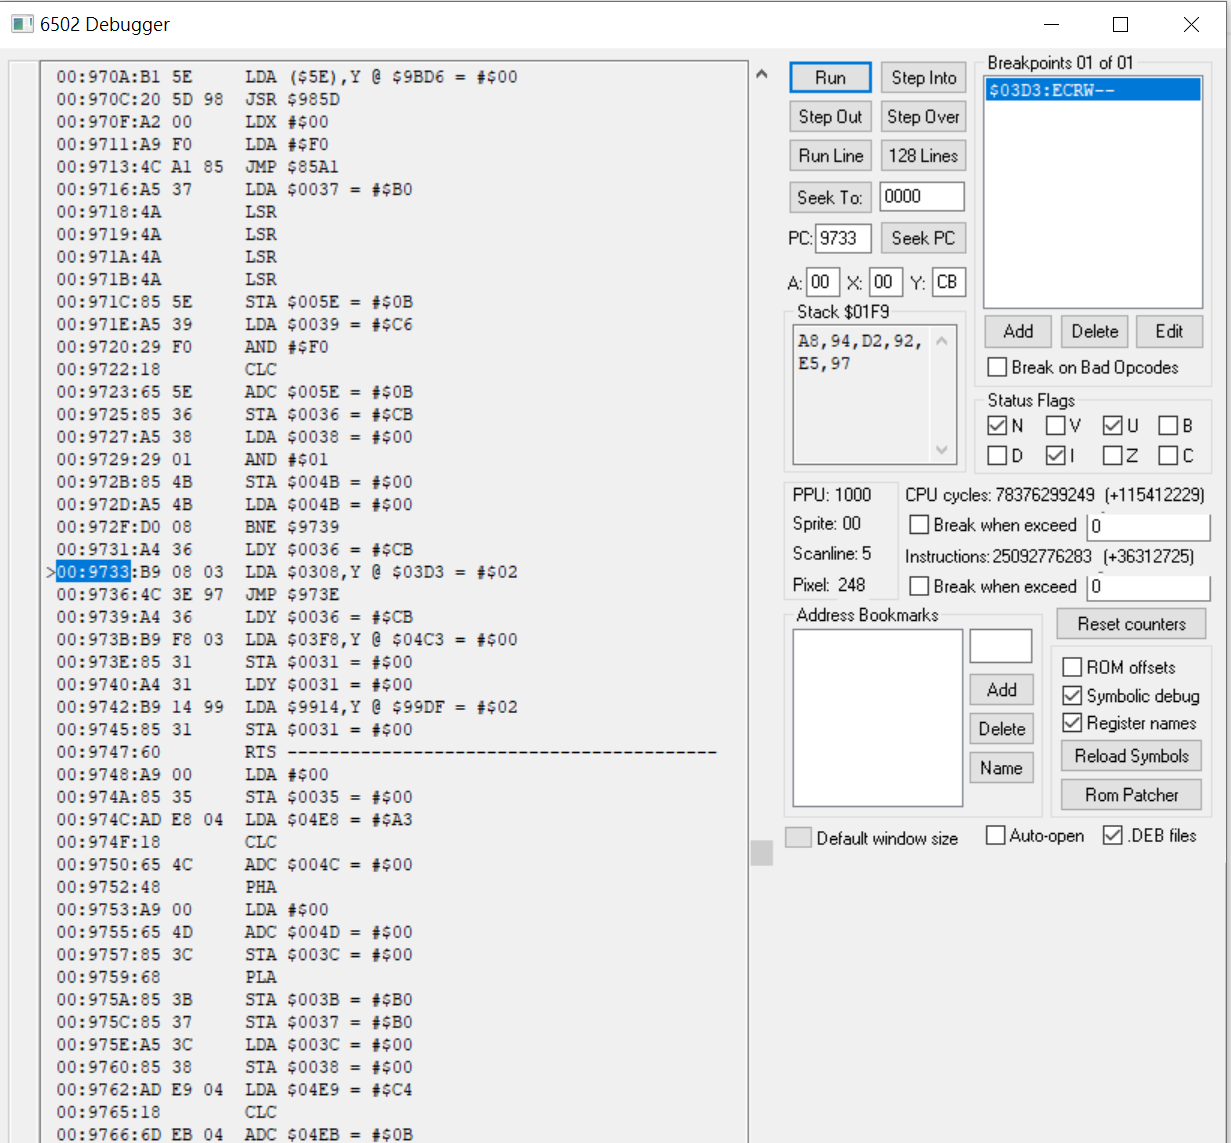 6502 Debugger
00:970A:B1 5E     LDA ($5E),Y @ $9BD6 = #$00
00:970C:20 5D 98  JSR $985D
00:970F:A2 00     LDX #$00
00:9711:A9 F0     LDA #$F0
00:9713:4C A1 85  JMP $85A1
00:9716:A5 37     LDA $0037 = #$B0
00:9718:4A        LSR
00:9719:4A        LSR
00:971A:4A        LSR
00:971B:4A        LSR
00:971C:85 5E     STA $005E = #$0B
00:971E:A5 39     LDA $0039 = #$C6
00:9720:29 F0     AND #$F0
00:9722:18        CLC
00:9723:65 5E     ADC $005E = #$0B
00:9725:85 36     STA $0036 = #$CB
00:9727:A5 38     LDA $0038 = #$00
00:9729:29 01     AND #$01
00:972B:85 4B     STA $004B = #$00
00:972D:A5 4B     LDA $004B = #$00
00:972F:D0 08     BNE $9739
00:9731:A4 36     LDY $0036 = #$CB
>00:9733:B9 08 03  LDA $0308,Y @ $03D3 = #$02
00:9736:4C 3E 97  JMP $973E
00:9739:A4 36     LDY $0036 = #$CB
00:973B:B9 F8 03  LDA $03F8,Y @ $04C3 = #$00
00:973E:85 31     STA $0031 = #$00
00:9740:A4 31     LDY $0031 = #$00
00:9742:B9 14 99  LDA $9914,Y @ $99DF = #$02
00:9745:85 31     STA $0031 = #$00
00:9747:60        RTS -----------------------------------------
00:9748:A9 00     LDA #$00
00:974A:85 35     STA $0035 = #$00
00:974C:AD E8 04  LDA $04E8 = #$A3
00:974F:18        CLC
00:9750:65 4C     ADC $004C = #$00
00:9752:48        PHA
00:9753:A9 00     LDA #$00
00:9755:65 4D     ADC $004D = #$00
00:9757:85 3C     STA $003C = #$00
00:9759:68        PLA
00:975A:85 3B     STA $003B = #$B0
00:975C:85 37     STA $0037 = #$B0
00:975E:A5 3C     LDA $003C = #$00
00:9760:85 38     STA $0038 = #$00
00:9762:AD E9 04  LDA $04E9 = #$C4
00:9765:18        CLC
00:9766:6D EB 04  ADC $04EB = #$0B
Run Step Into
Step Out Step Over
Run Line 128 Lines
Seek To: 0000
PC: 9733 Seek PC
A: 00 X: 00 Y: CB
Stack $01F9
A8,94,D2,92,
E5,97
Breakpoints 01 of 01
$03D3:ECRW--
Add Delete Edit
Break on Bad Opcodes
Status Flags
N V U B
D I Z C
PPU: 1000
Sprite: 00
Scanline: 5
Pixel: 248
CPU cycles: 78376299249 (+115412229)
Break when exceed 0
Instructions: 25092776283 (+36312725)
Break when exceed 0
Address Bookmarks
Add
Delete
Name
Reset counters
ROM offsets
Symbolic debug
Register names
Reload Symbols
Rom Patcher
Default window size Auto-open .DEB files